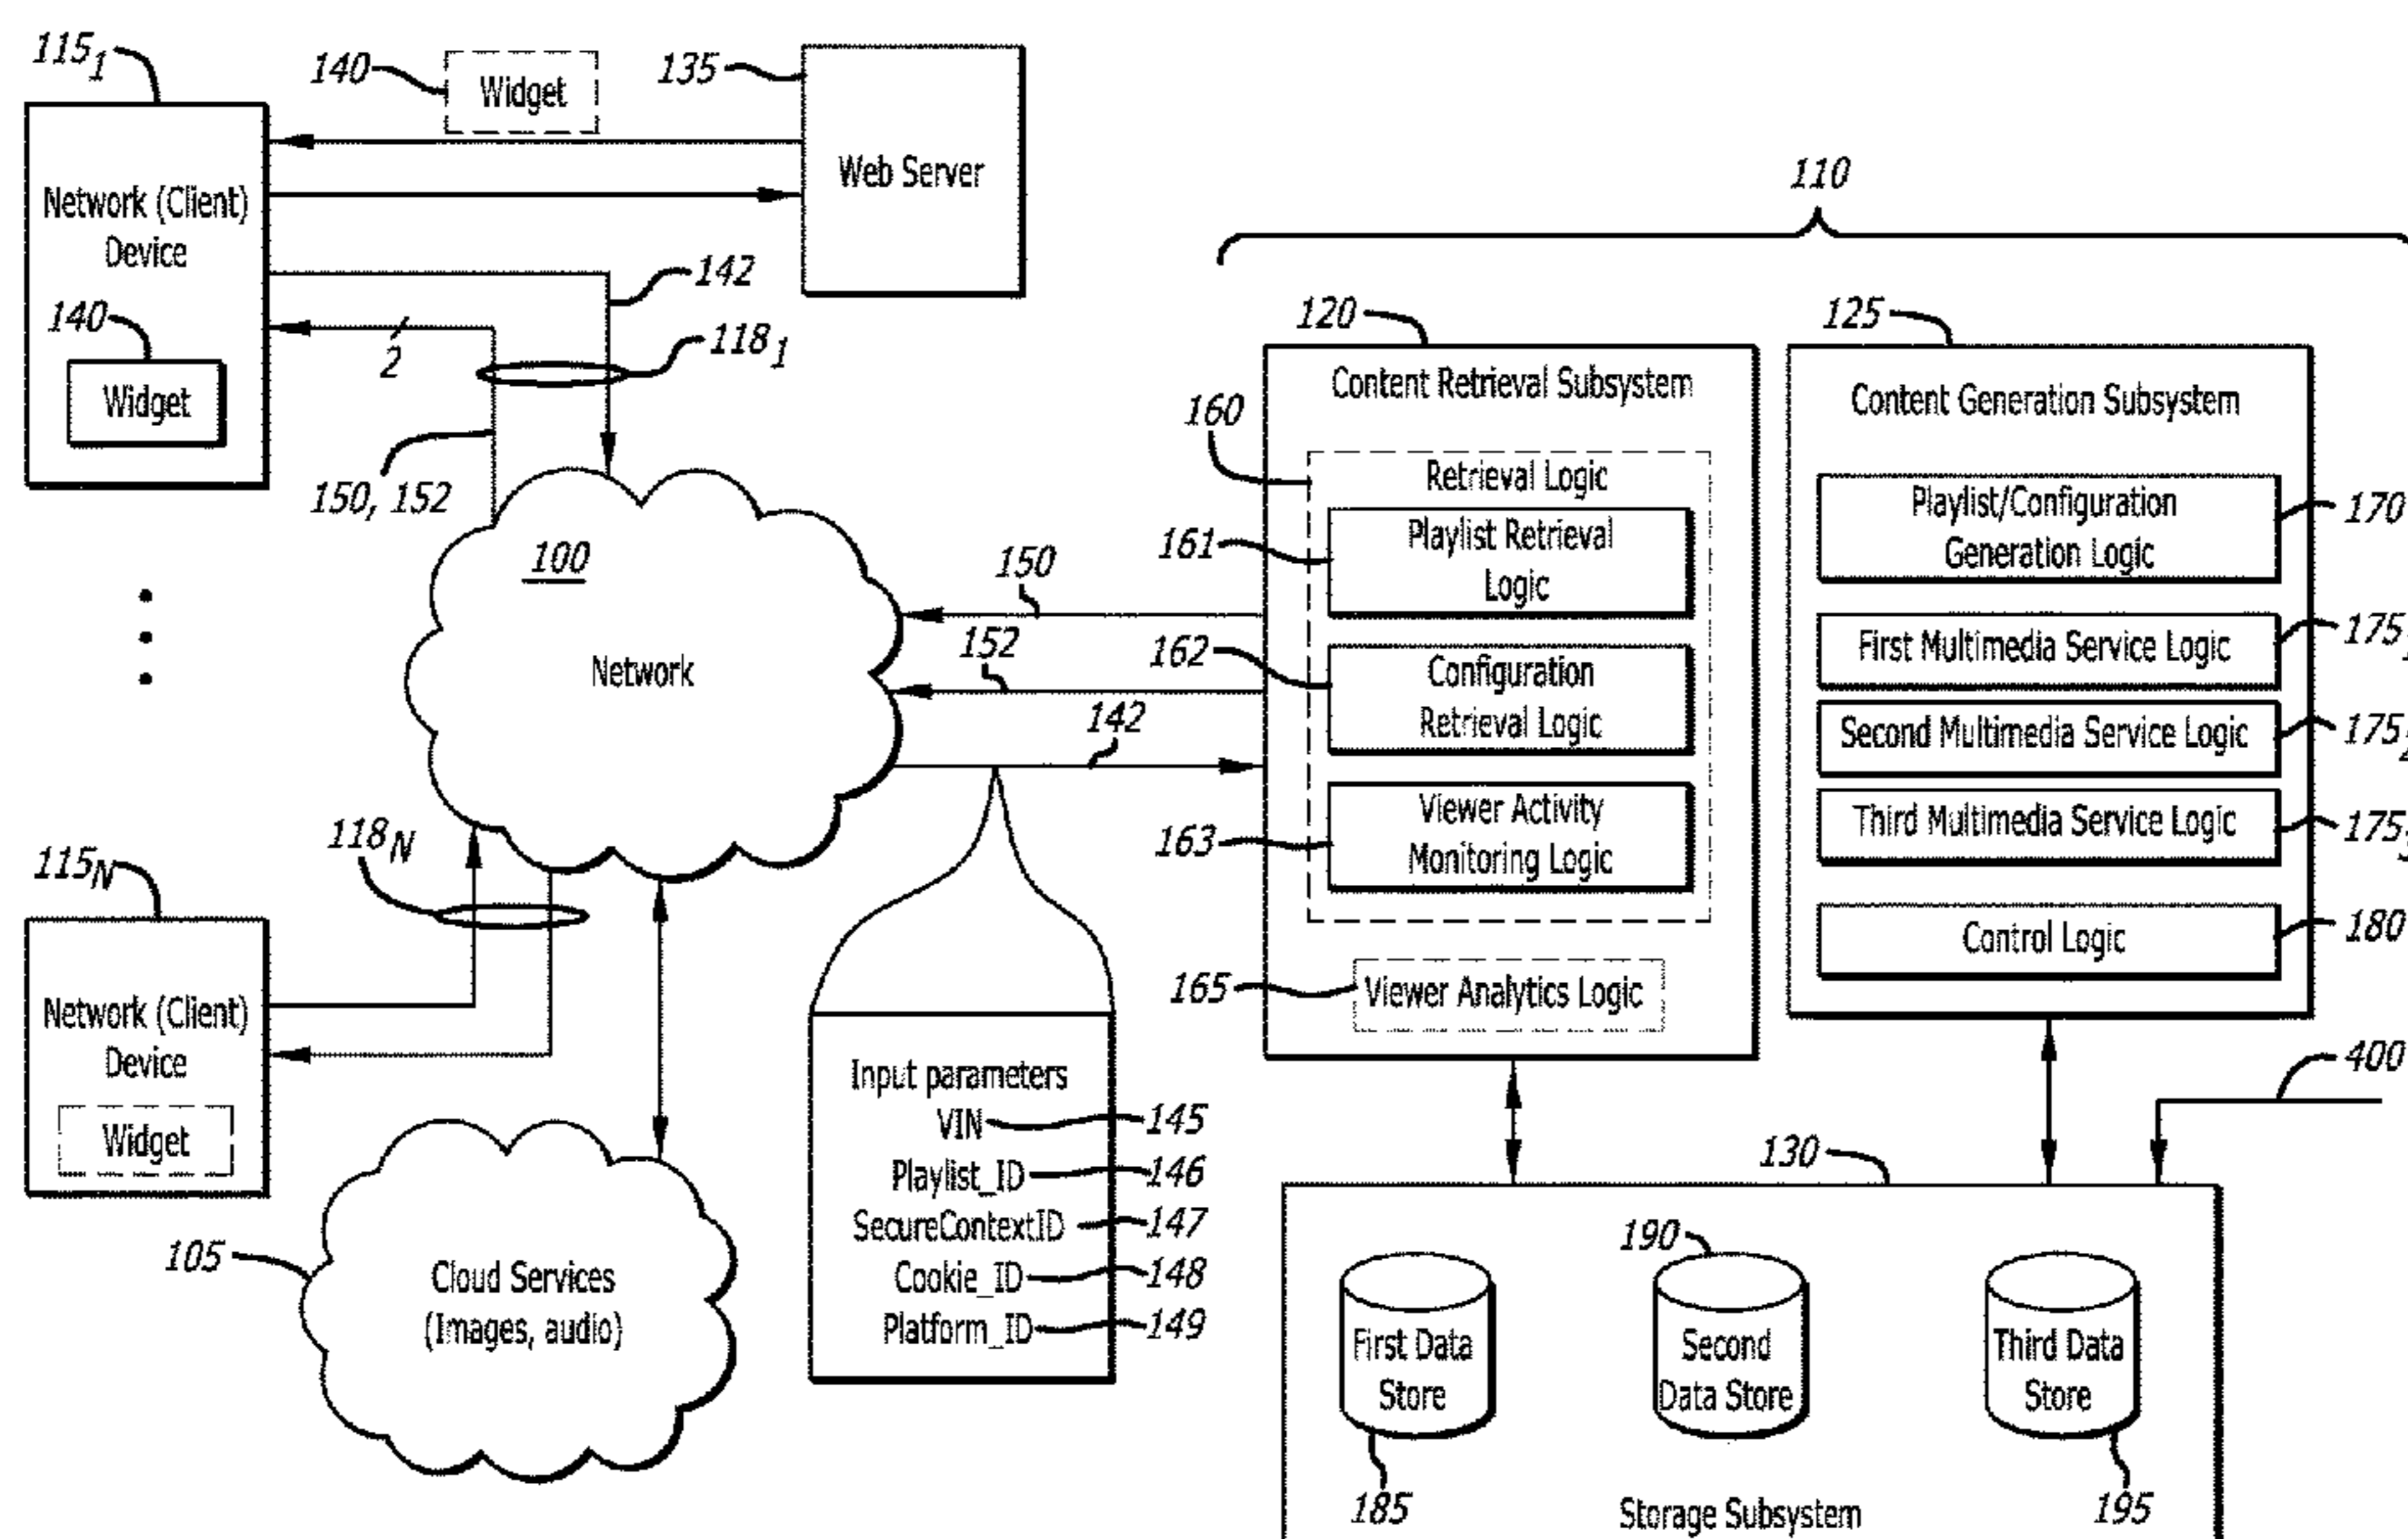 115₁
140
Widget
135
Web Server
Network (Client)
Device
140
Widget
142
2
118₁
150, 152
110
120
125
Content Retrieval Subsystem
160
Retrieval Logic
161
Playlist Retrieval
Logic
162
Configuration
Retrieval Logic
163
Viewer Activity
Monitoring Logic
165
Viewer Analytics Logic
Content Generation Subsystem
Playlist/Configuration
Generation Logic
170
First Multimedia Service Logic
175₁
Second Multimedia Service Logic
175₂
Third Multimedia Service Logic
175₃
Control Logic
180
100
Network
150
152
142
118N
115N
Network (Client)
Device
Widget
105
Cloud Services
(Images, audio)
Input parameters
VIN
145
Playlist_ID
146
SecureContextID
147
Cookie_ID
148
Platform_ID
149
400
130
190
First Data
Store
Second
Data Store
Third Data
Store
185
195
Storage Subsystem